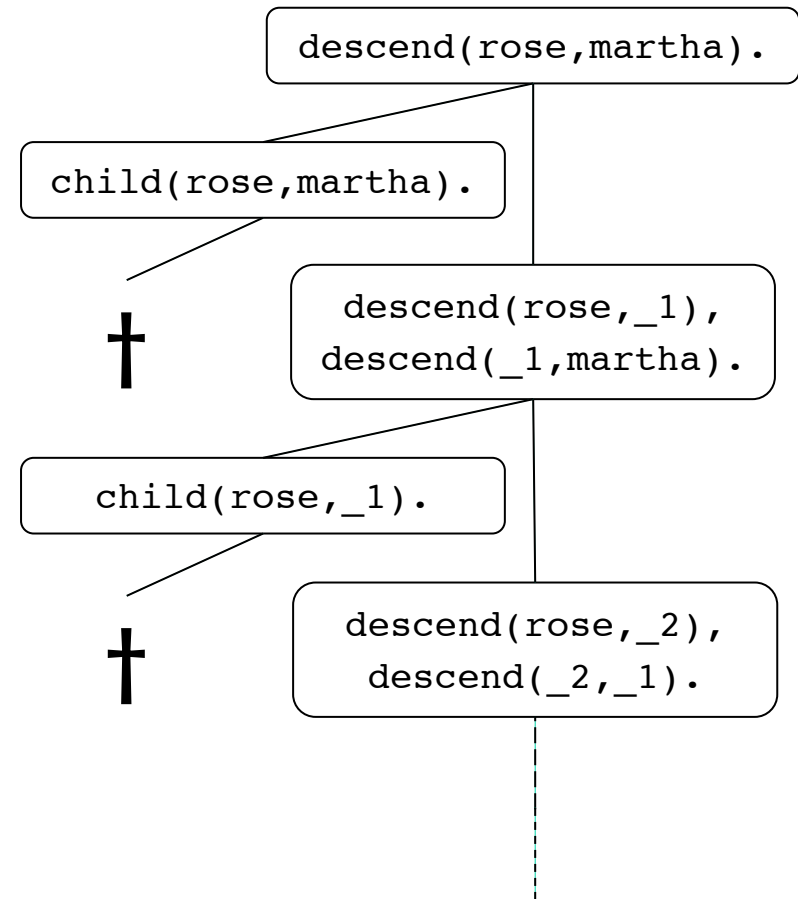 descend(rose,martha).
child(rose,martha).
†
descend(rose,_1),
descend(_1,martha).
child(rose,_1).
†
descend(rose,_2),
descend(_2,_1).